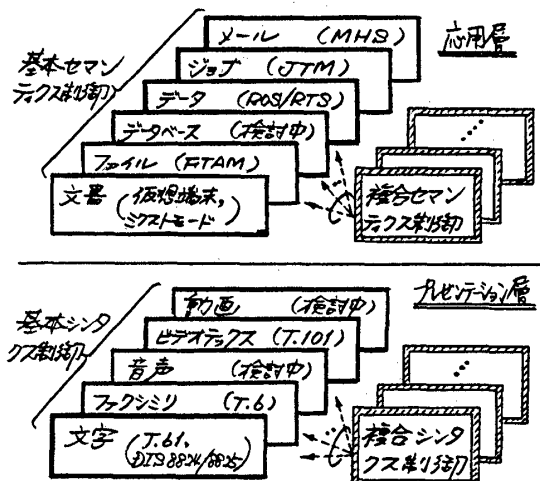 メール (MHS)
応用層
基本セマン
ティクス制御
ジョブ (JTM)
データ (ROS/RTS)
データベース (検討中)
ファイル (FTAM)
文書 (仮想端末,
ミクストモード)
複合セマン
ティクス制御
プレゼンテーション層
基本シンタ
クス制御
動画 (検討中)
ビデオテックス (T.101)
音声 (検討中)
ファクシミリ (T.6)
文字 (T.61,
DIS8824/8825)
複合シンタ
クス制御